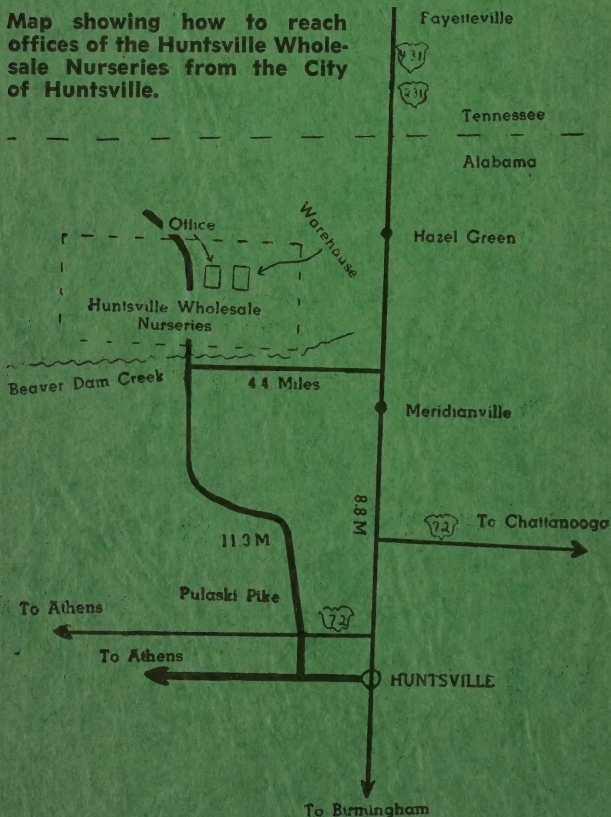 Map showing how to reach
offices of the Huntsville Whole-
sale Nurseries from the City
of Huntsville.
Fayetteville
431
231
Tennessee
Alabama
Office
Warehouse
Hazel Green
Huntsville Wholesale
Nurseries
Beaver Dam Creek
4.4 Miles
Meridianville
8.8 M
72
To Chattanooga
11.3 M
Pulaski Pike
To Athens
72
To Athens
HUNTSVILLE
To Birmingham